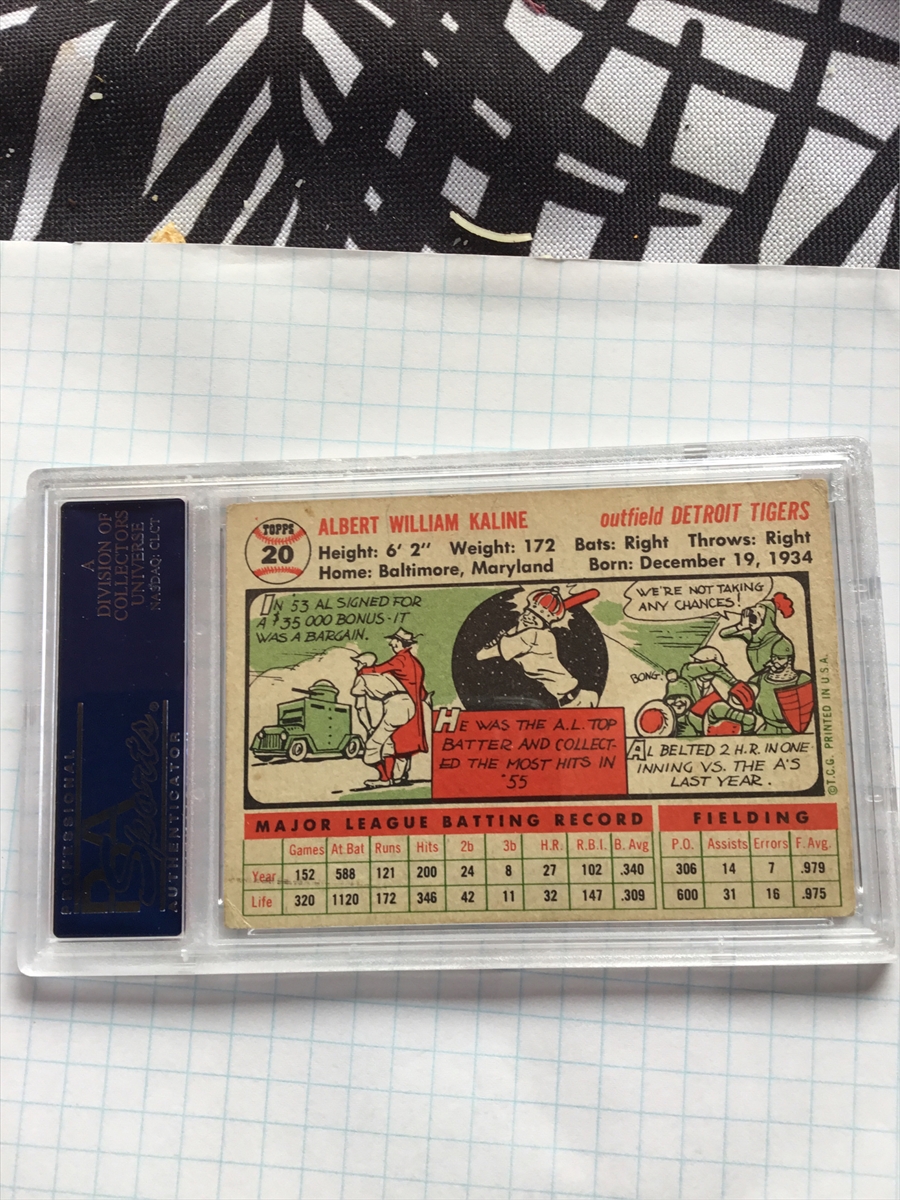 A
DIVISION OF
COLLECTORS
UNIVERSE
NASDAQ: CLCT
PROFESSIONAL
PSA
Sports
AUTHENTICATOR
TOPPS
20
ALBERT WILLIAM KALINE outfield DETROIT TIGERS
Height: 6' 2" Weight: 172 Bats: Right Throws: Right
Home: Baltimore, Maryland Born: December 19, 1934
IN '53 AL SIGNED FOR
A $35 000 BONUS - IT
WAS A BARGAIN.
HE WAS THE A.L. TOP
BATTER AND COLLECT-
ED THE MOST HITS IN
'55
WE'RE NOT TAKING
ANY CHANCES!
BONG!
AL BELTED 2 H.R. IN ONE
INNING VS. THE A'S
LAST YEAR.
©T.C.G. PRINTED IN U.S.A.
MAJOR LEAGUE BATTING RECORD FIELDING
Games At.Bat Runs Hits 2b 3b H.R. R.B.I. B. Avg P.O. Assists Errors F. Avg.
Year 152 588 121 200 24 8 27 102 .340 306 14 7 .979
Life 320 1120 172 346 42 11 32 147 .309 600 31 16 .975